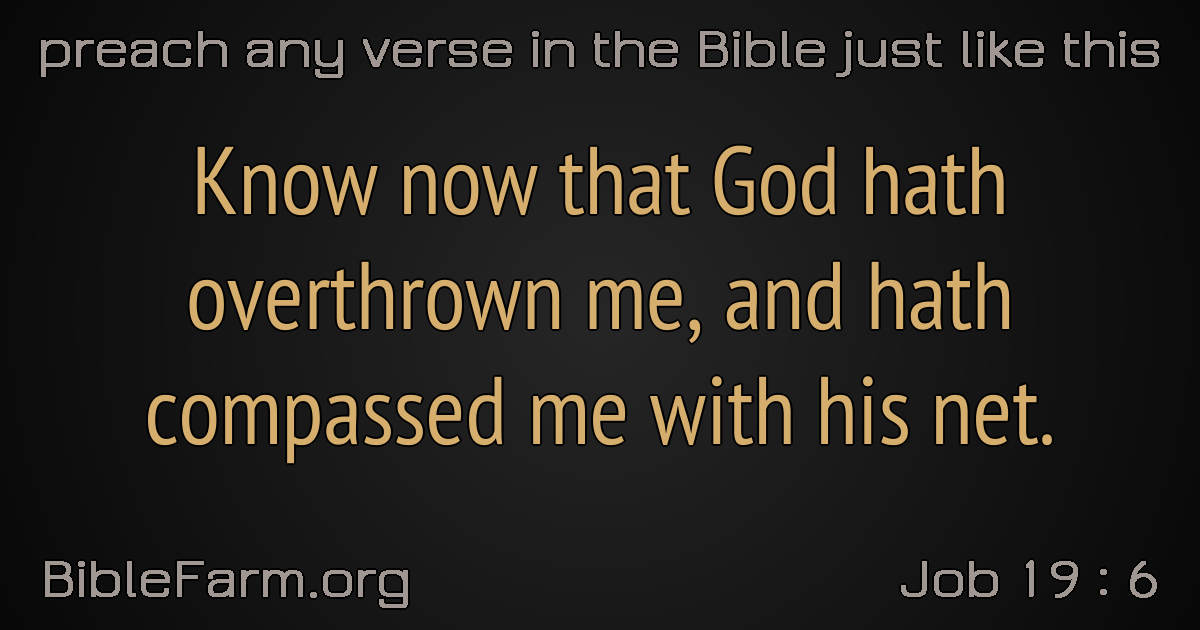 preach any verse in the Bible just like this
Know now that God hath
overthrown me, and hath
compassed me with his net.
BibleFarm.org
Job 19 : 6